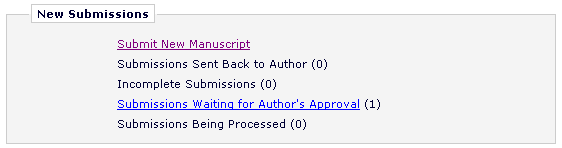 New Submissions
Submit New Manuscript
Submissions Sent Back to Author (0)
Incomplete Submissions (0)
Submissions Waiting for Author's Approval (1)
Submissions Being Processed (0)